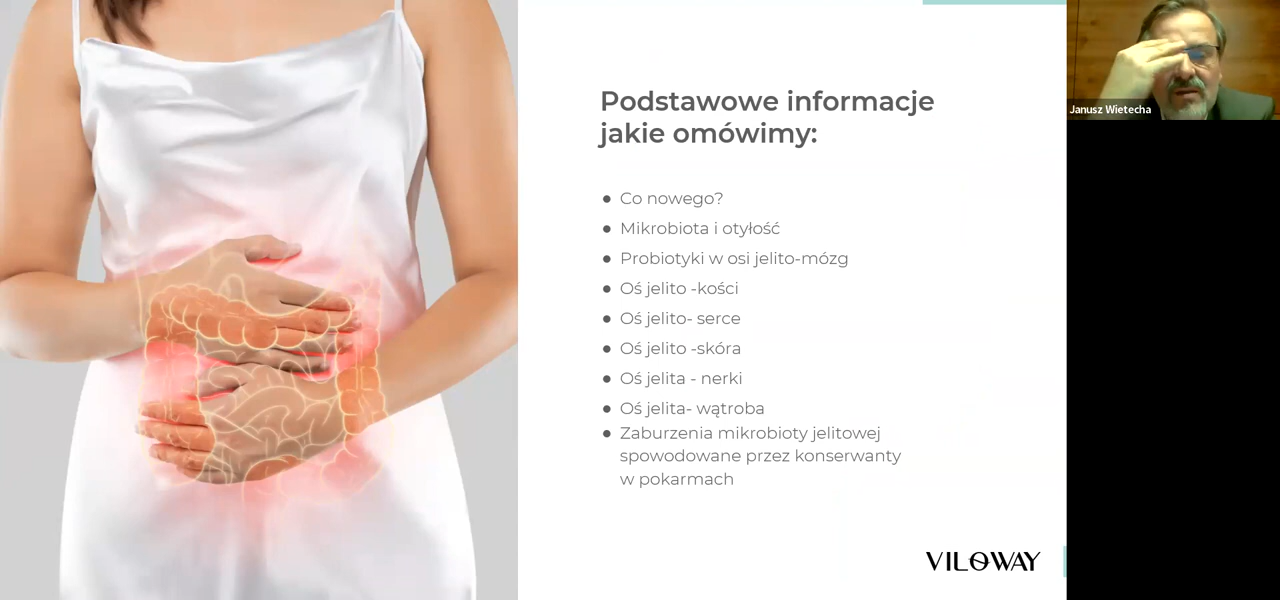 Podstawowe informacje
jakie omówimy:
● Co nowego?
● Mikrobiota i otyłość
● Probiotyki w osi jelito-mózg
● Oś jelito -kości
● Oś jelito- serce
● Oś jelito -skóra
● Oś jelita - nerki
● Oś jelita- wątroba
● Zaburzenia mikrobioty jelitowej
spowodowane przez konserwanty
w pokarmach
VILOWAY
Janusz Wietecha